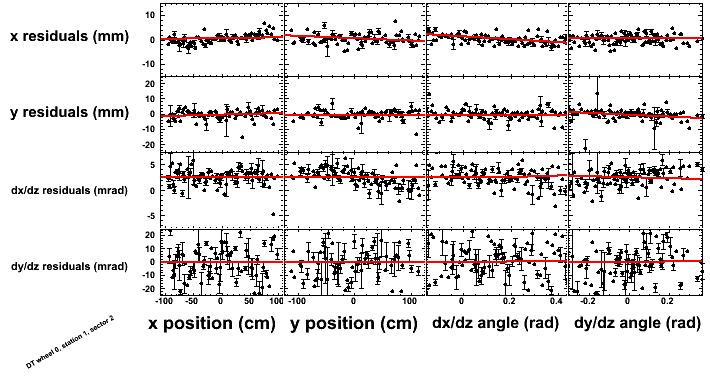 x residuals (mm)
10
0
-10
y residuals (mm)
20
10
0
-10
-20
dx/dz residuals (mrad)
5
0
-5
dy/dz residuals (mrad)
20
10
0
-10
-20
-100 -50 0 50 100 -100 0 100 0 0.2 0.4 -0.2 0 0.2
x position (cm) y position (cm) dx/dz angle (rad) dy/dz angle (rad)
DT wheel 0, station 1, sector 2